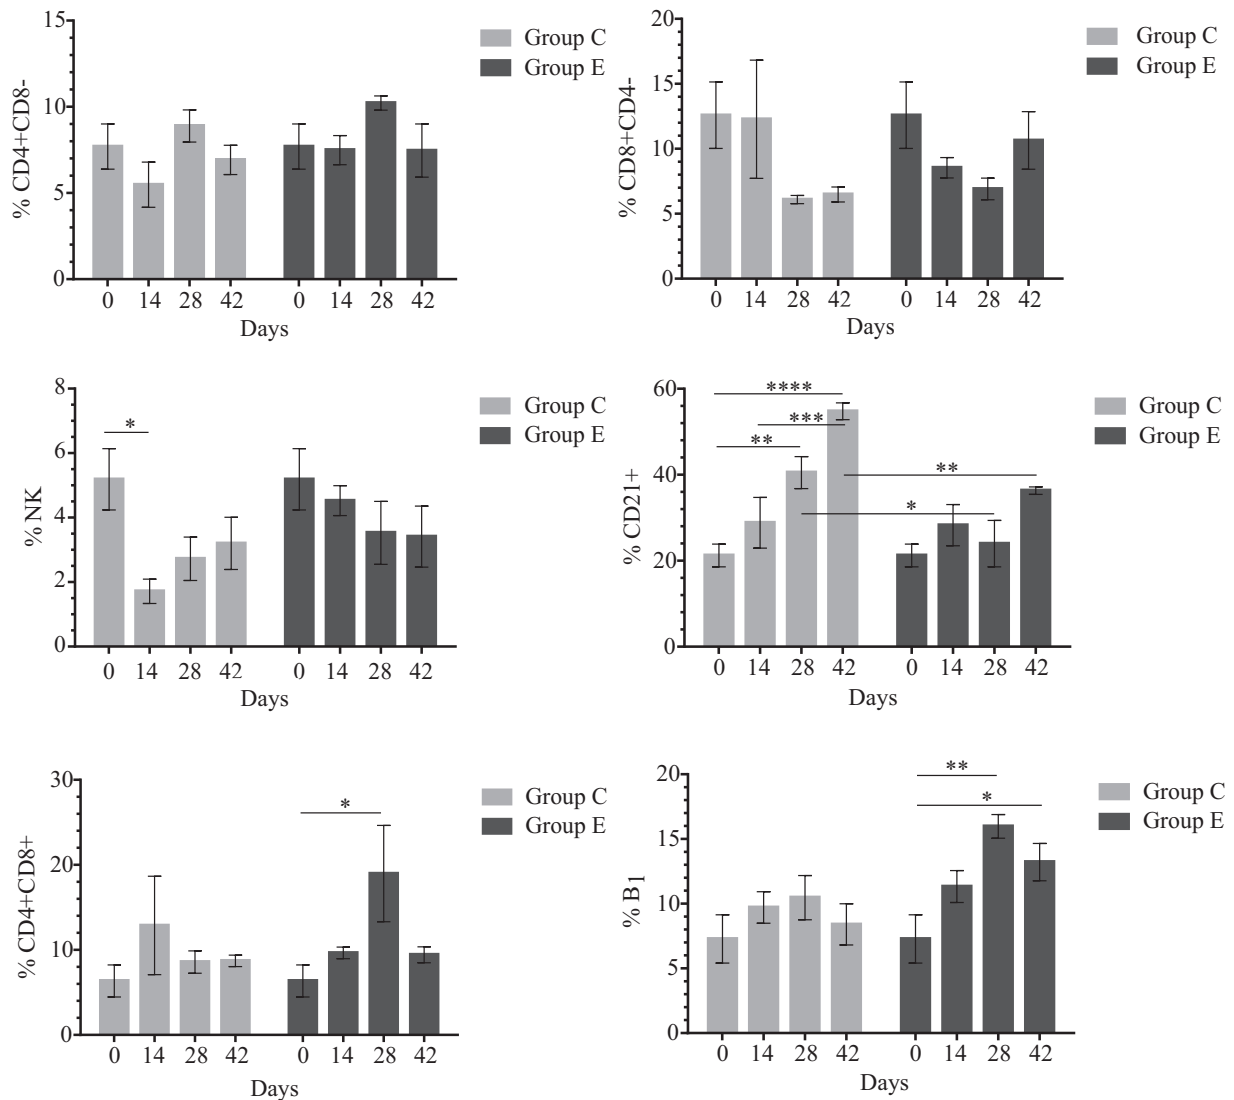 % CD4+CD8-
15
10
5
0
0 14 28 42 0 14 28 42
Days
Group C
Group E
% CD8+CD4-
20
15
10
5
0
0 14 28 42 0 14 28 42
Days
Group C
Group E
% NK
8
6
4
2
0
*
0 14 28 42 0 14 28 42
Days
Group C
Group E
% CD21+
60
40
20
0
****
***
**
**
*
0 14 28 42 0 14 28 42
Days
Group C
Group E
% CD4+CD8+
30
20
10
0
*
0 14 28 42 0 14 28 42
Days
Group C
Group E
% B1
20
15
10
5
0
**
*
0 14 28 42 0 14 28 42
Days
Group C
Group E